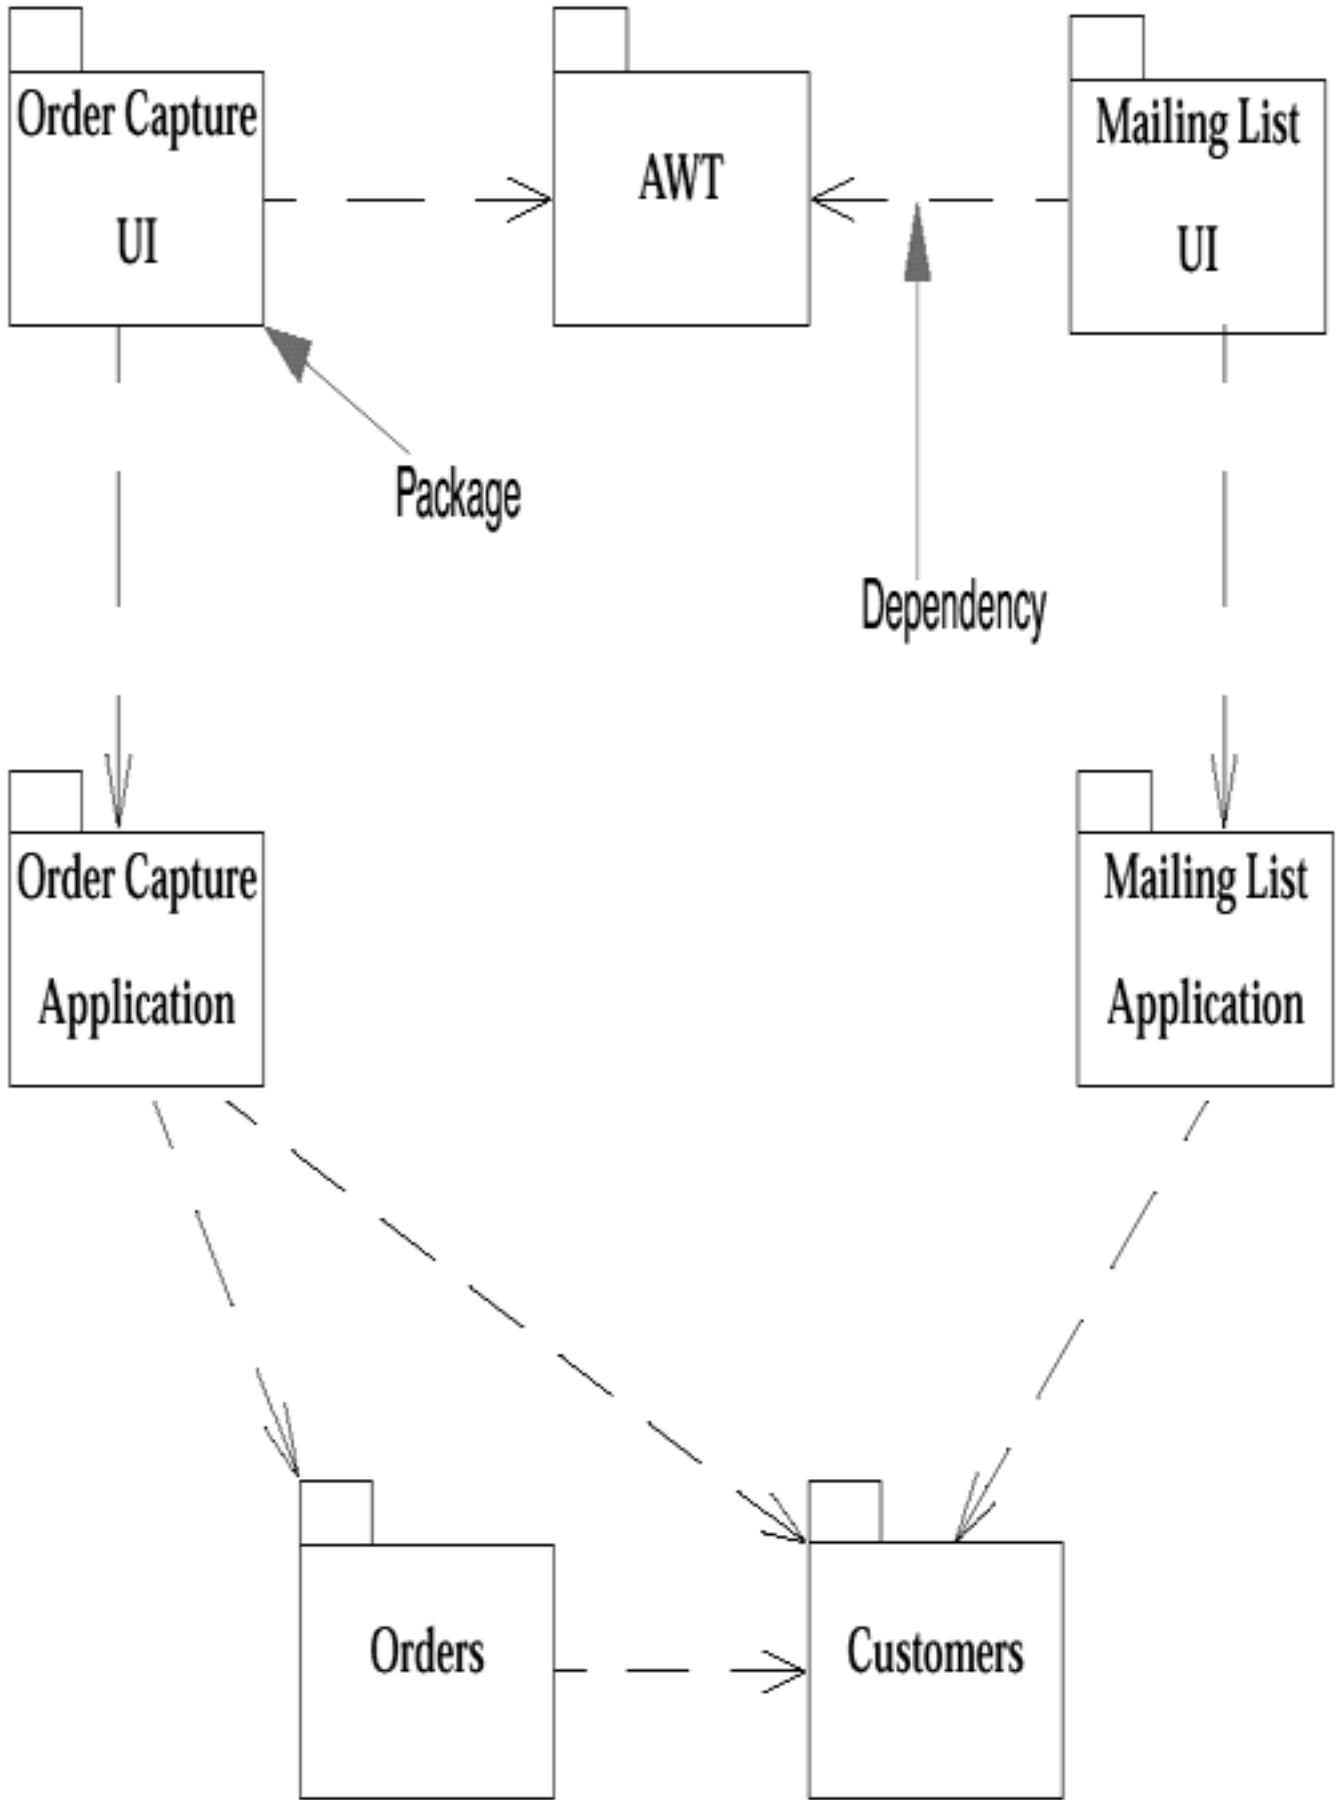 Order Capture
UI
AWT
Mailing List
UI
Package
Dependency
Order Capture
Application
Mailing List
Application
Orders
Customers